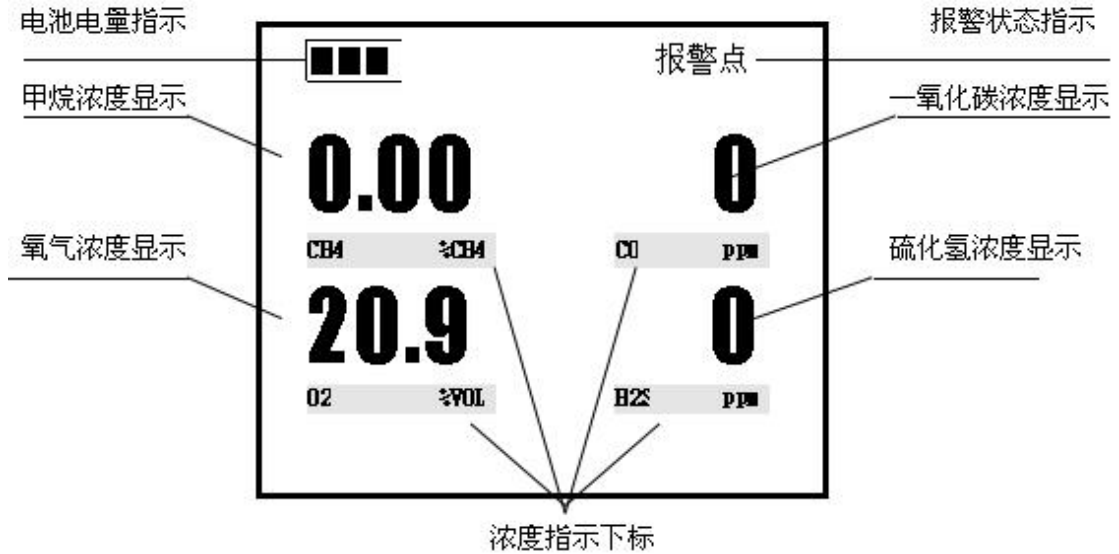 电池电量指示
报警状态指示
报警点
甲烷浓度显示
一氧化碳浓度显示
0.00
0
CH4 %CH4
CO ppm
氧气浓度显示
硫化氢浓度显示
20.9
0
O2 %VOL
H2S ppm
浓度指示下标